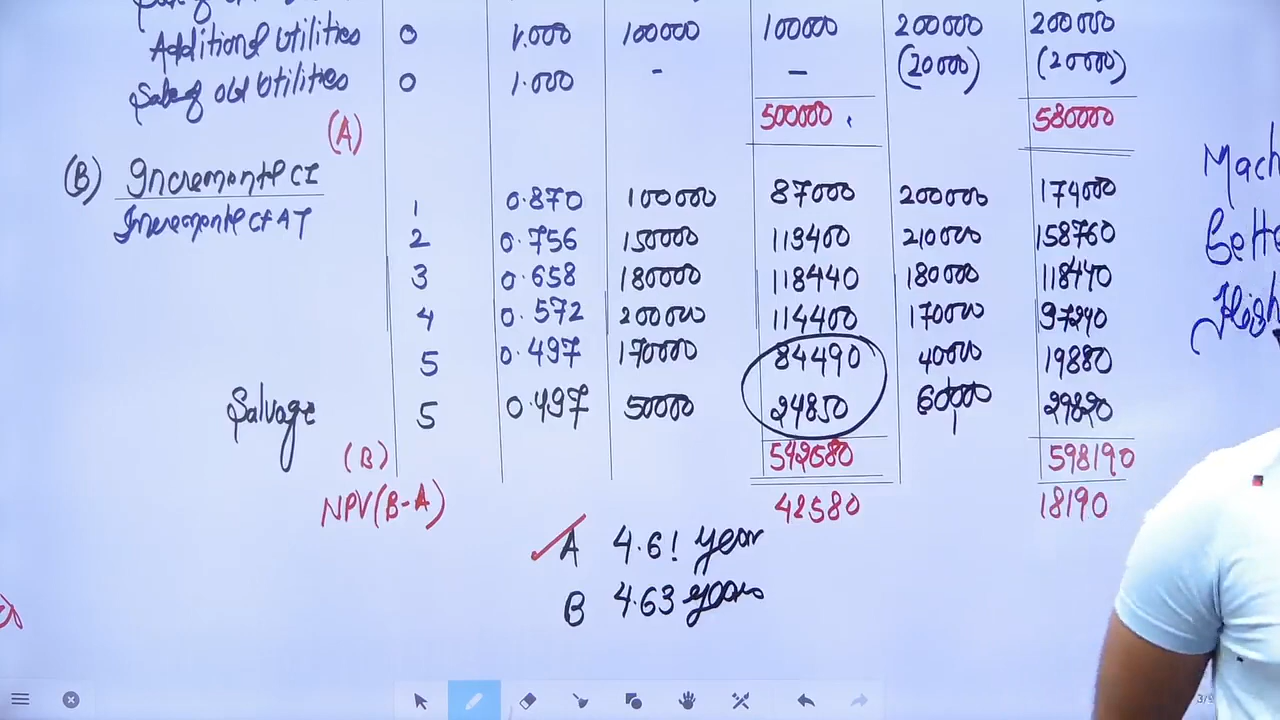 Additional Utilities 0 1.000 100000 100000 200000 200000
Sale of old Utilities 0 1.000 - - (20000) (20000)
(A) 500000 580000
(B) Incremental CI
Incremental CFAT
1 0.870 100000 87000 200000 174000
2 0.756 150000 113400 210000 158760
3 0.658 180000 118440 180000 118440
4 0.572 200000 114400 170000 97240
5 0.497 170000 84490 40000 19880
Salvage 5 0.497 50000 24850 60000 29820
(B) 542580 598190
NPV (B-A) 42580 18190
A 4.61 year
B 4.63 years
Mach
Bette
High
3/9